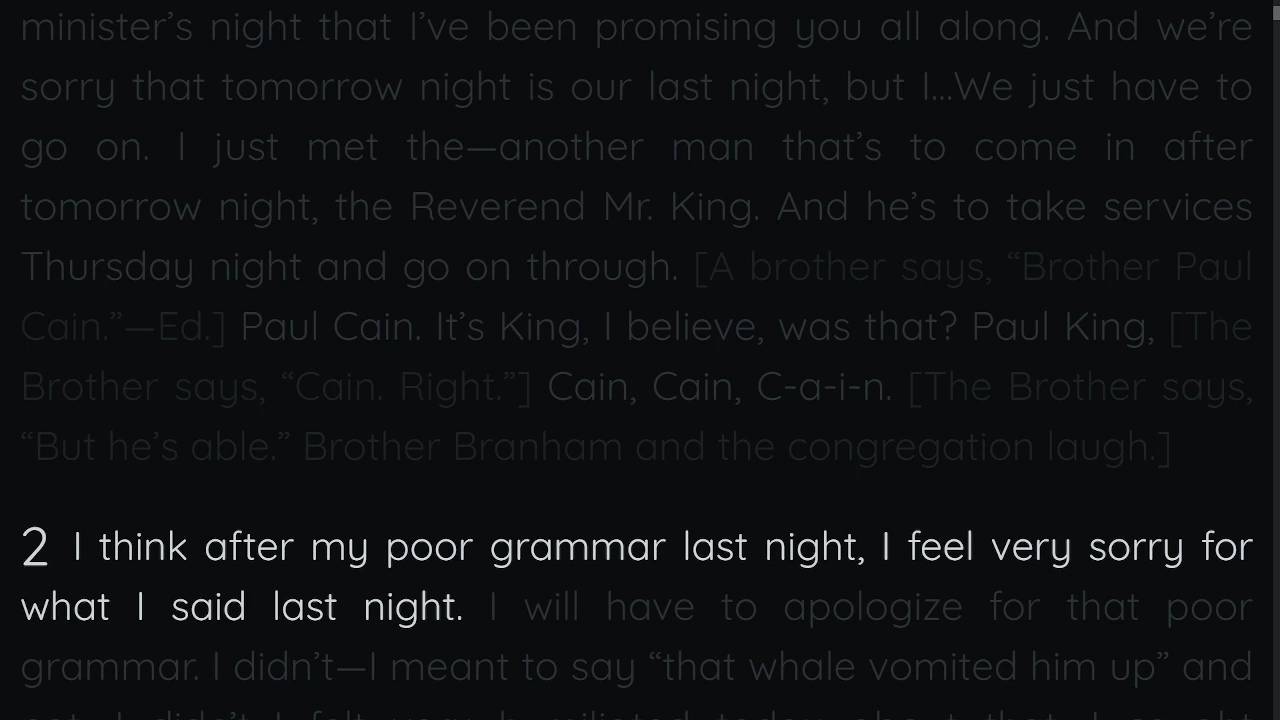 minister’s night that I’ve been promising you all along. And we’re
sorry that tomorrow night is our last night, but I...We just have to
go on. I just met the—another man that’s to come in after
tomorrow night, the Reverend Mr. King. And he’s to take services
Thursday night and go on through. [A brother says, “Brother Paul
Cain.”—Ed.] Paul Cain. It’s King, I believe, was that? Paul King, [The
Brother says, “Cain. Right.”] Cain, Cain, C-a-i-n. [The Brother says,
“But he’s able.” Brother Branham and the congregation laugh.]
2 I think after my poor grammar last night, I feel very sorry for
what I said last night. I will have to apologize for that poor
grammar. I didn’t—I meant to say “that whale vomited him up” and